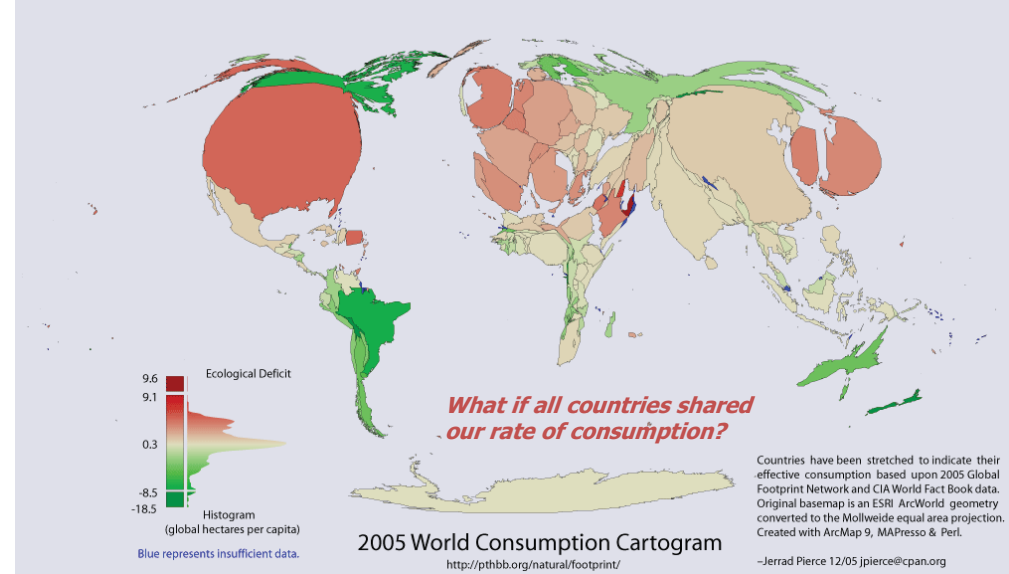 9.6
Ecological Deficit
9.1
0.3
-8.5
-18.5
Histogram
(global hectares per capita)
Blue represents insufficient data.
What if all countries shared
our rate of consumption?
2005 World Consumption Cartogram
http://pthbb.org/natural/footprint/
Countries have been stretched to indicate their
effective consumption based upon 2005 Global
Footprint Network and CIA World Fact Book data.
Original basemap is an ESRI ArcWorld geometry
converted to the Mollweide equal area projection.
Created with ArcMap 9, MAPresso & Perl.
–Jerrad Pierce 12/05 jpierce@cpan.org